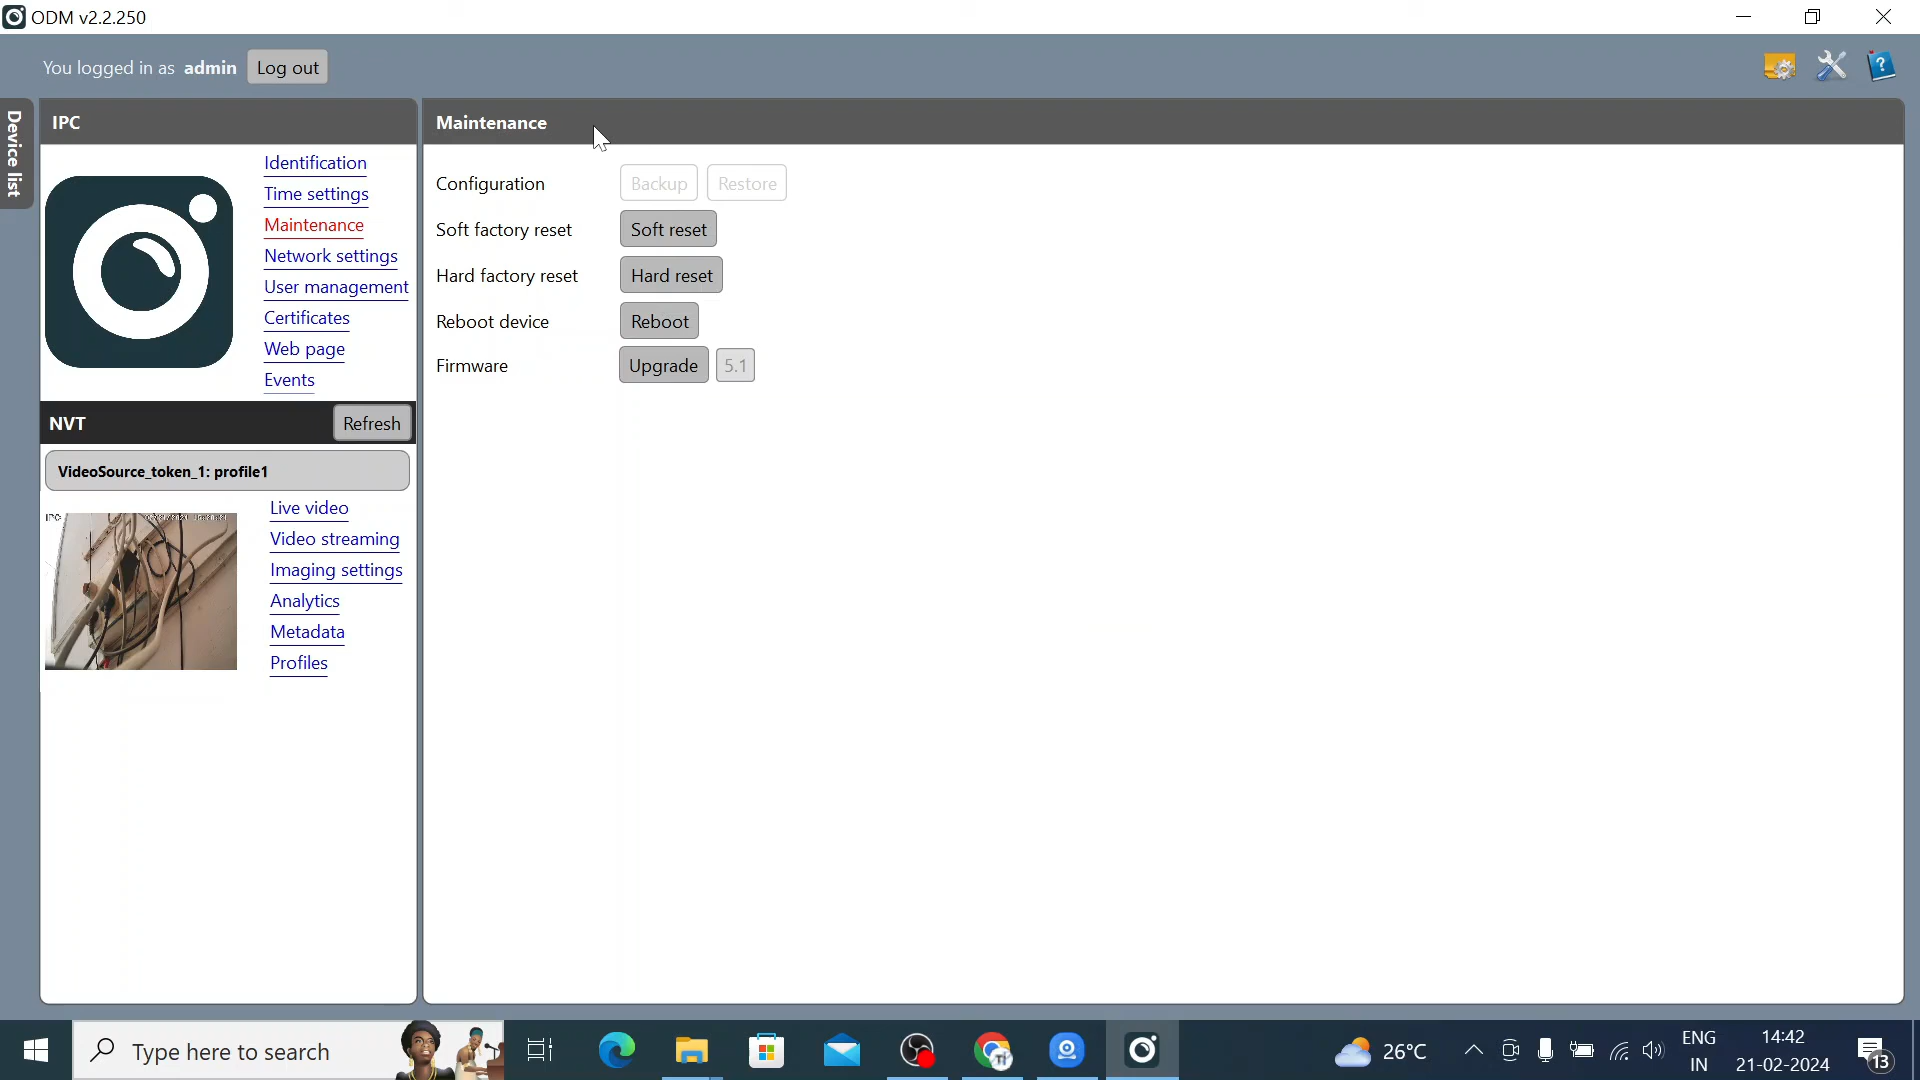 ODM v2.2.250
You logged in as admin Log out
Device list
IPC
Identification
Time settings
Maintenance
Network settings
User management
Certificates
Web page
Events
NVT Refresh
VideoSource_token_1: profile1
IPC
Live video
Video streaming
Imaging settings
Analytics
Metadata
Profiles
Maintenance
Configuration Backup Restore
Soft factory reset Soft reset
Hard factory reset Hard reset
Reboot device Reboot
Firmware Upgrade 5.1
Type here to search
26°C
ENG
IN
14:42
21-02-2024
13